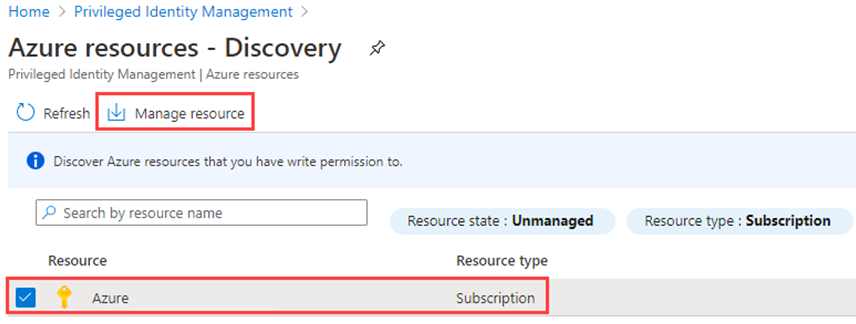 Home > Privileged Identity Management >
Azure resources - Discovery
Privileged Identity Management | Azure resources
Refresh Manage resource
Discover Azure resources that you have write permission to.
Search by resource name Resource state : Unmanaged Resource type : Subscription
Resource Resource type
Azure Subscription